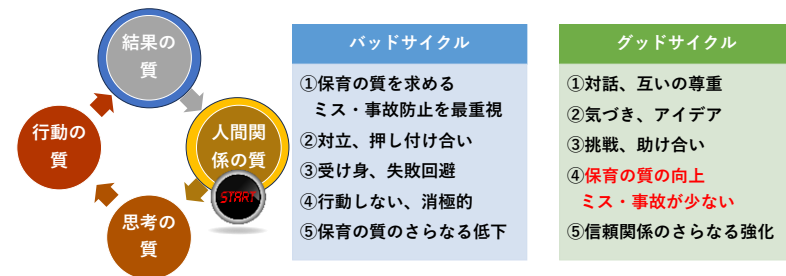 結果の
質
人間関
係の質
START
思考の
質
行動の
質
バッドサイクル
①保育の質を求める
ミス・事故防止を最重視
②対立、押し付け合い
③受け身、失敗回避
④行動しない、消極的
⑤保育の質のさらなる低下
グッドサイクル
①対話、互いの尊重
②気づき、アイデア
③挑戦、助け合い
④保育の質の向上
ミス・事故が少ない
⑤信頼関係のさらなる強化